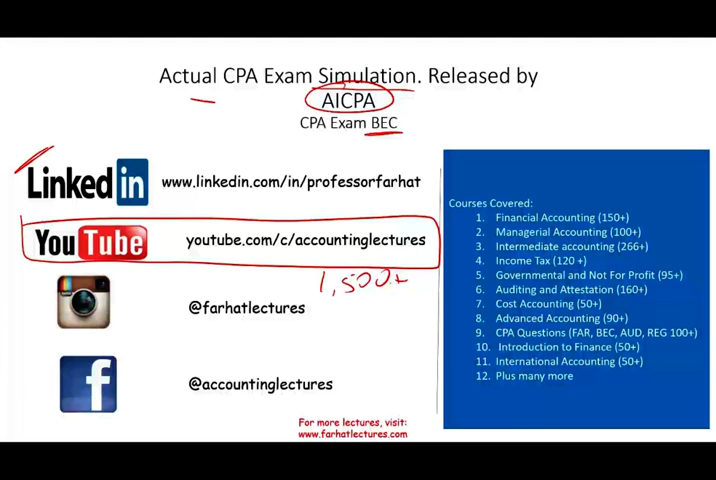 Actual CPA Exam Simulation. Released by
AICPA
CPA Exam BEC
Linked in
www.linkedin.com/in/professorfarhat
YouTube
youtube.com/c/accountinglectures
1,500+
@farhatlectures
f
@accountinglectures
For more lectures, visit:
www.farhatlectures.com
Courses Covered:
1. Financial Accounting (150+)
2. Managerial Accounting (100+)
3. Intermediate accounting (266+)
4. Income Tax (120 +)
5. Governmental and Not For Profit (95+)
6. Auditing and Attestation (160+)
7. Cost Accounting (50+)
8. Advanced Accounting (90+)
9. CPA Questions (FAR, BEC, AUD, REG 100+)
10. Introduction to Finance (50+)
11. International Accounting (50+)
12. Plus many more